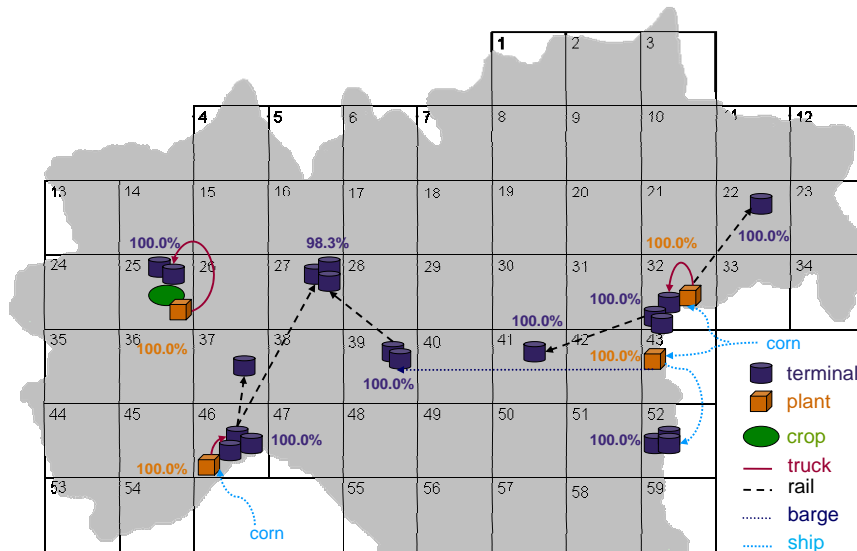 1 2 3
4 5 6 7 8 9 10 11 12
13 14 15 16 17 18 19 20 21 22 23
100.0% 98.3% 100.0% 100.0%
24 25 26 27 28 29 30 31 32 33 34
100.0%
100.0%
35 36 37 38 39 40 41 42 43
100.0% 100.0% corn
100.0%
terminal
plant
44 45 46 47 48 49 50 51 52
crop
100.0% 100.0%
truck
100.0%
rail
53 54 55 56 57 58 59
barge
corn
ship